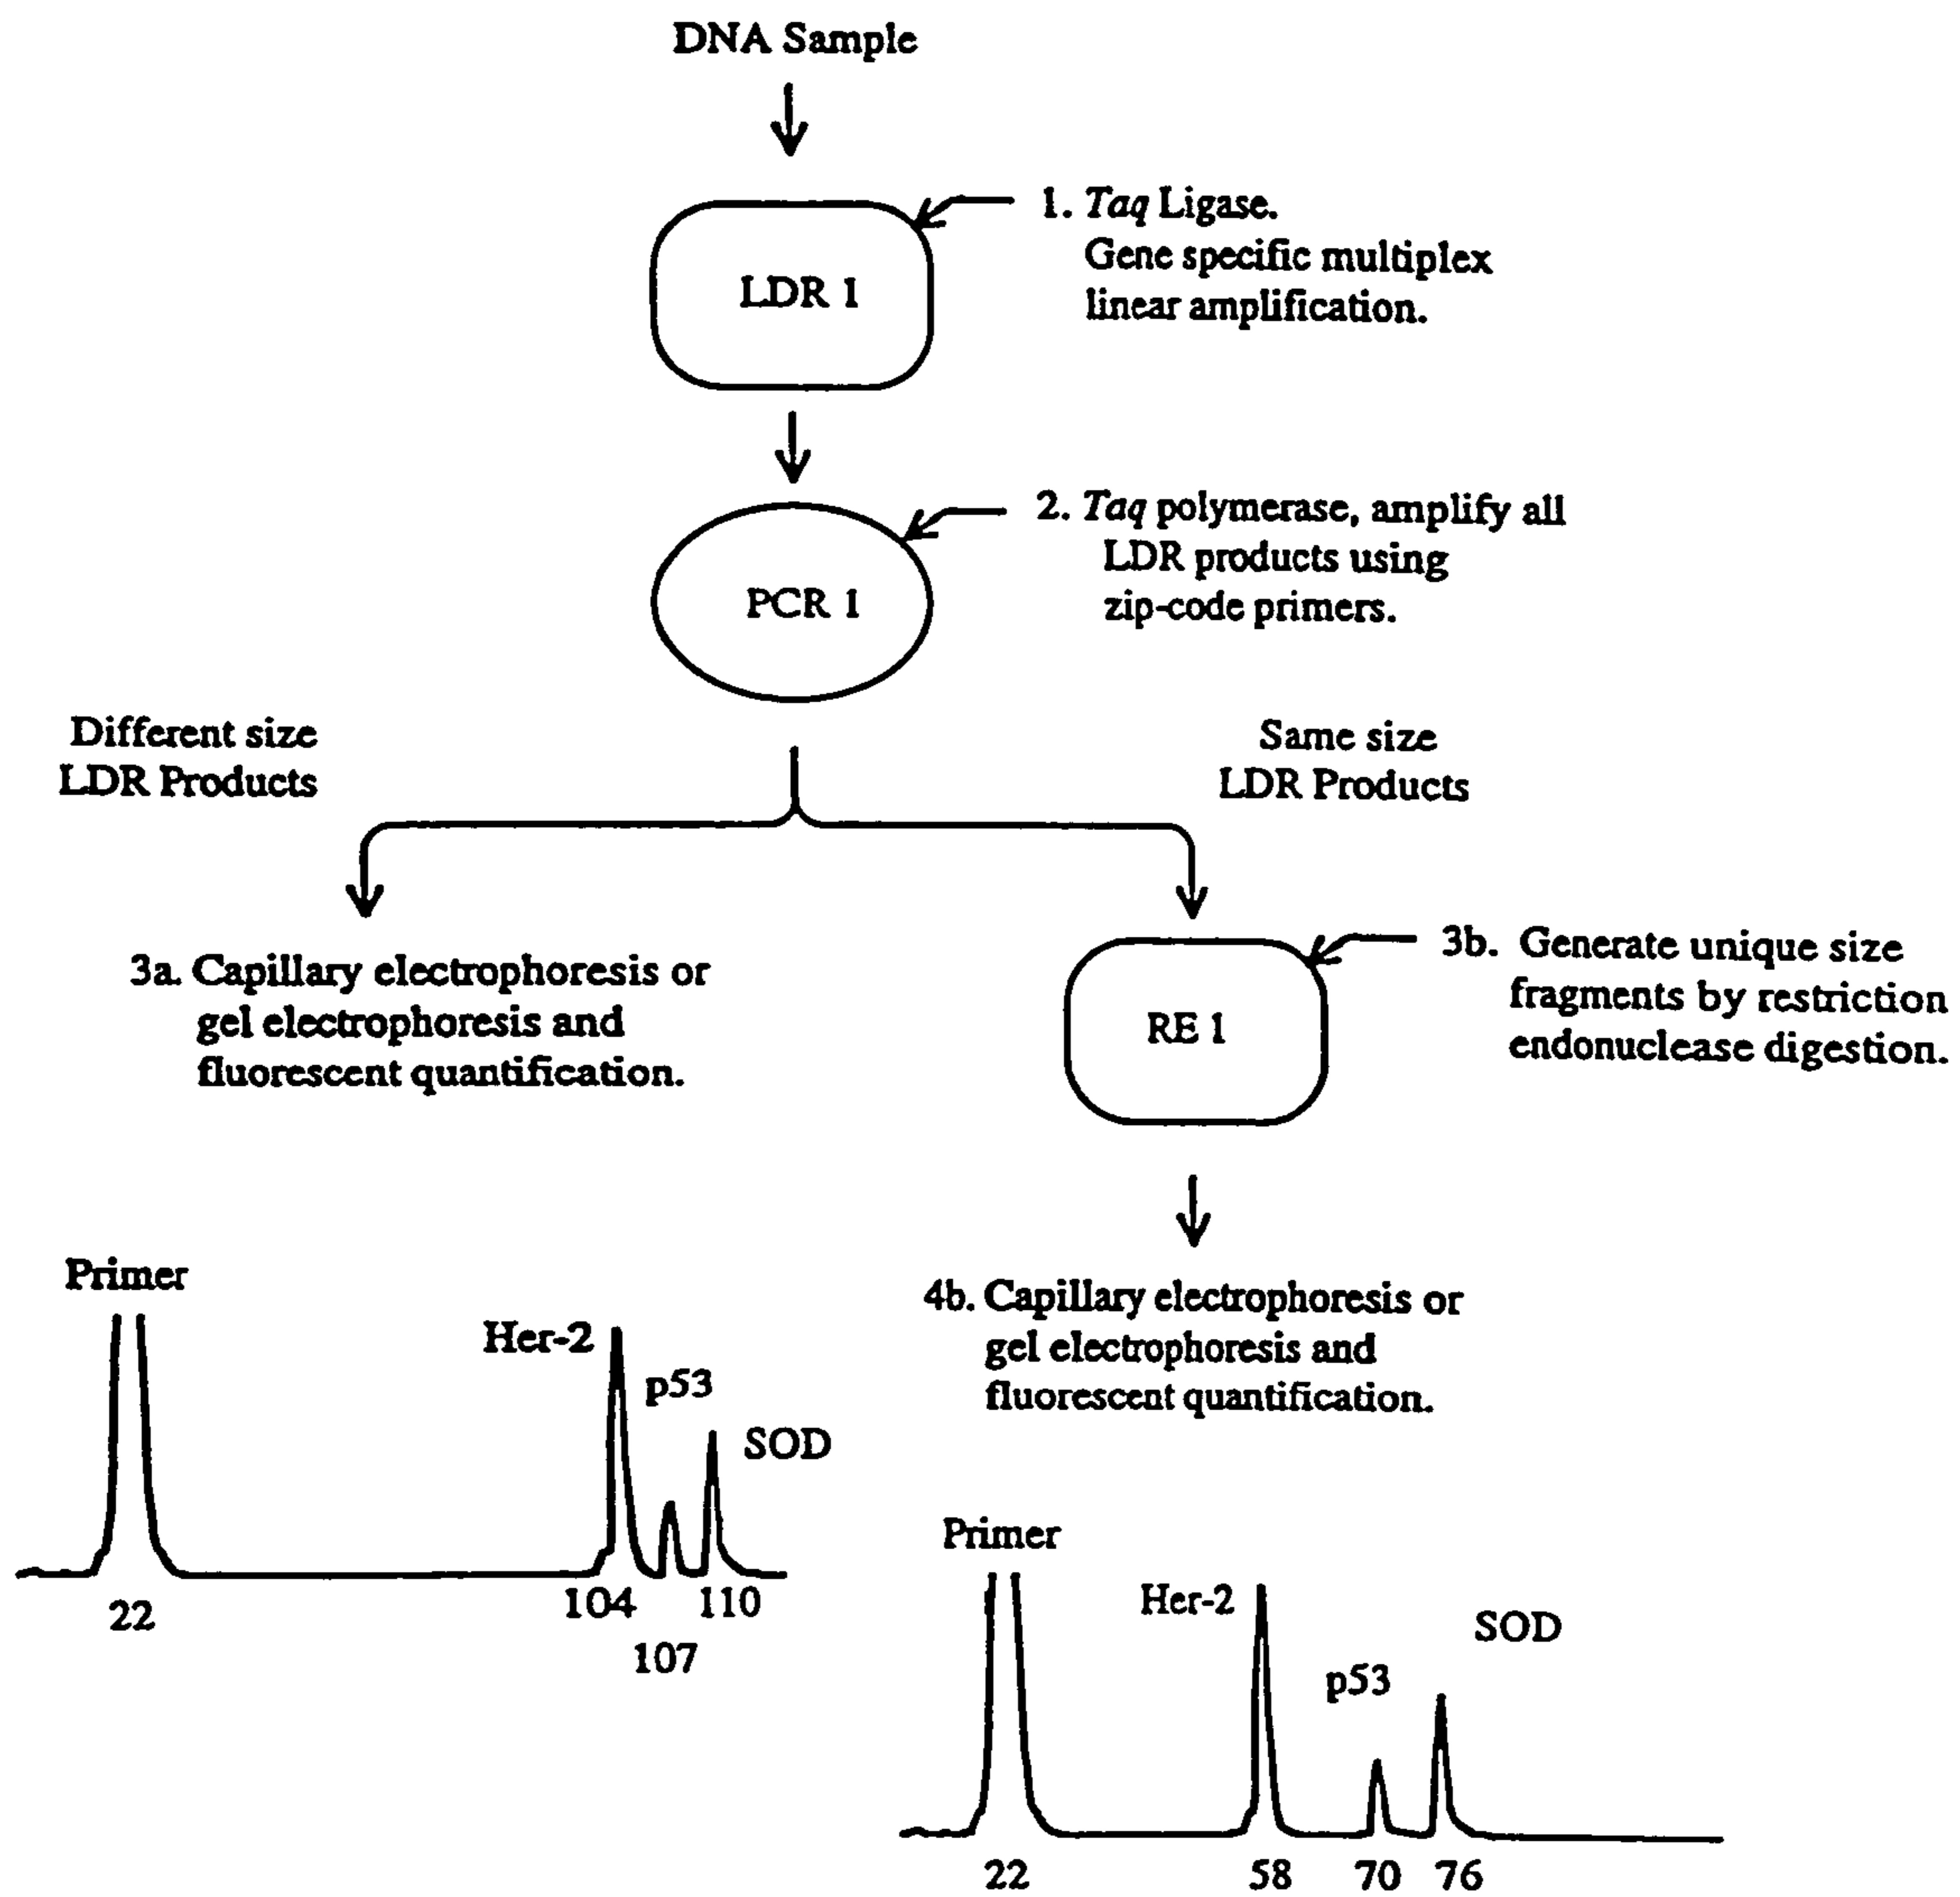 DNA Sample
LDR 1
1. Taq Ligase.
Gene specific multiplex
linear amplification.
PCR 1
2. Taq polymerase, amplify all
LDR products using
zip-code primers.
Different size
LDR Products
Same size
LDR Products
3a. Capillary electrophoresis or
gel electrophoresis and
fluorescent quantification.
RE 1
3b. Generate unique size
fragments by restriction
endonuclease digestion.
Primer
Her-2
p53
SOD
22
104
107
110
4b. Capillary electrophoresis or
gel electrophoresis and
fluorescent quantification.
Primer
Her-2
p53
SOD
22
58
70
76